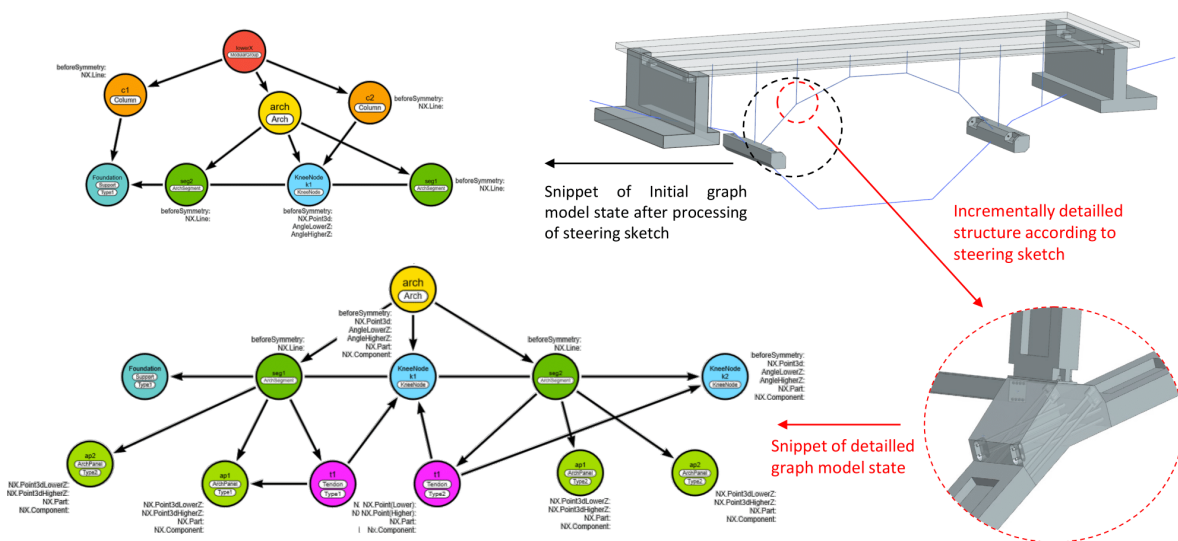 beforeSymmetry:
NX.Line:
c1
Column
arch
Arch
c2
Column
beforeSymmetry:
NX.Line:
Foundation
Support
Type1
seg2
ArchSegment
beforeSymmetry:
NX.Line:
KneeNode
k1
KneeNode
beforeSymmetry:
NX.Point3d:
AngleLowerZ:
AngleHigherZ:
seg1
ArchSegment
beforeSymmetry:
NX.Line:
Snippet of Initial graph
model state after processing
of steering sketch
Incrementally detailled
structure according to
steering sketch
arch
Arch
beforeSymmetry:
NX.Point3d:
AngleLowerZ:
AngleHigherZ:
NX.Part:
NX.Component:
beforeSymmetry:
NX.Line:
beforeSymmetry:
NX.Line:
Foundation
Support
Type1
seg1
ArchSegment
KneeNode
k1
KneeNode
seg2
ArchSegment
KneeNode
k2
KneeNode
beforeSymmetry:
NX.Point3d:
AngleLowerZ:
AngleHigherZ:
NX.Part:
NX.Component:
Snippet of detailled
graph model state
ap2
ArchPanel
NX.Point3dLowerZ:
NX.Point3dHigherZ:
NX.Part:
NX.Component:
ap1
ArchPanel
Type1
NX.Point3dLowerZ:
NX.Point3dHigherZ:
NX.Part:
NX.Component:
t1
Tendon
Type1
t1
Tendon
Type2
NX.Point(Lower):
NX.Point(Higher):
NX.Part:
Nx.Component:
ap1
ArchPanel
Type2
NX.Point3dLowerZ:
NX.Point3dHigherZ:
NX.Part:
NX.Component:
ap2
ArchPanel
Type2
NX.Point3dLowerZ:
NX.Point3dHigherZ:
NX.Part:
NX.Component: